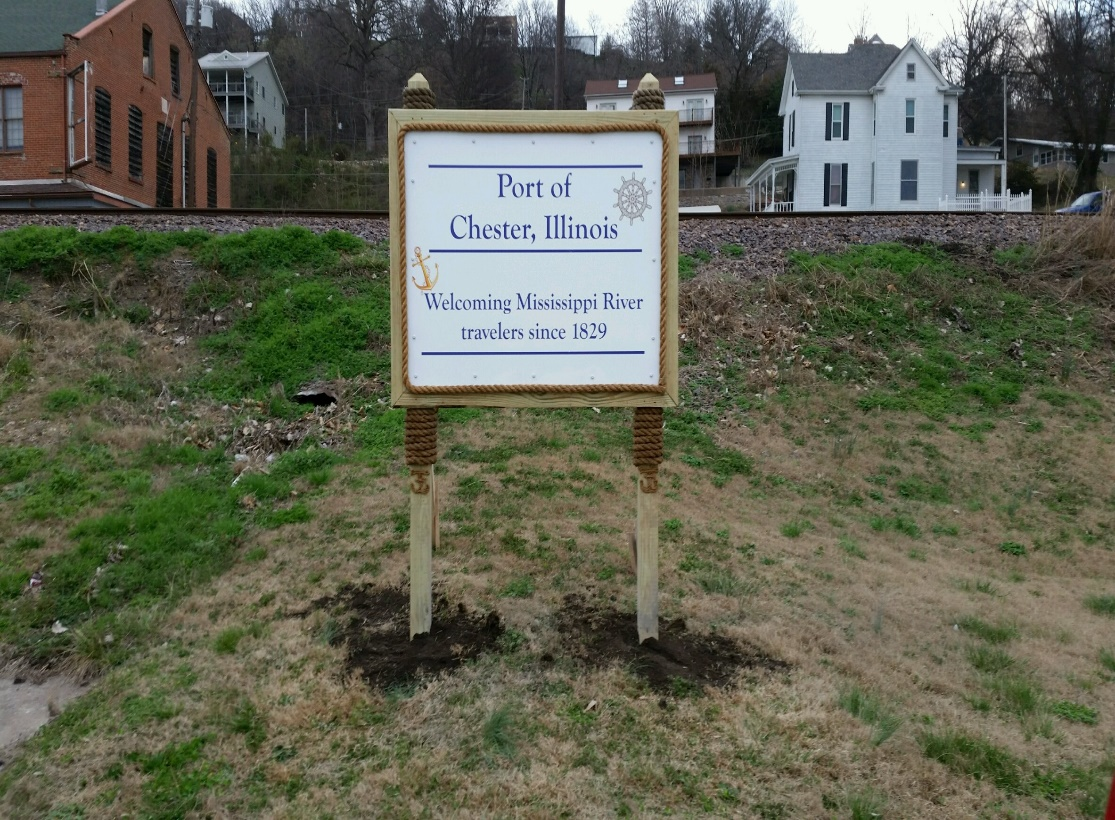 Port of
Chester, Illinois
Welcoming Mississippi River
travelers since 1829